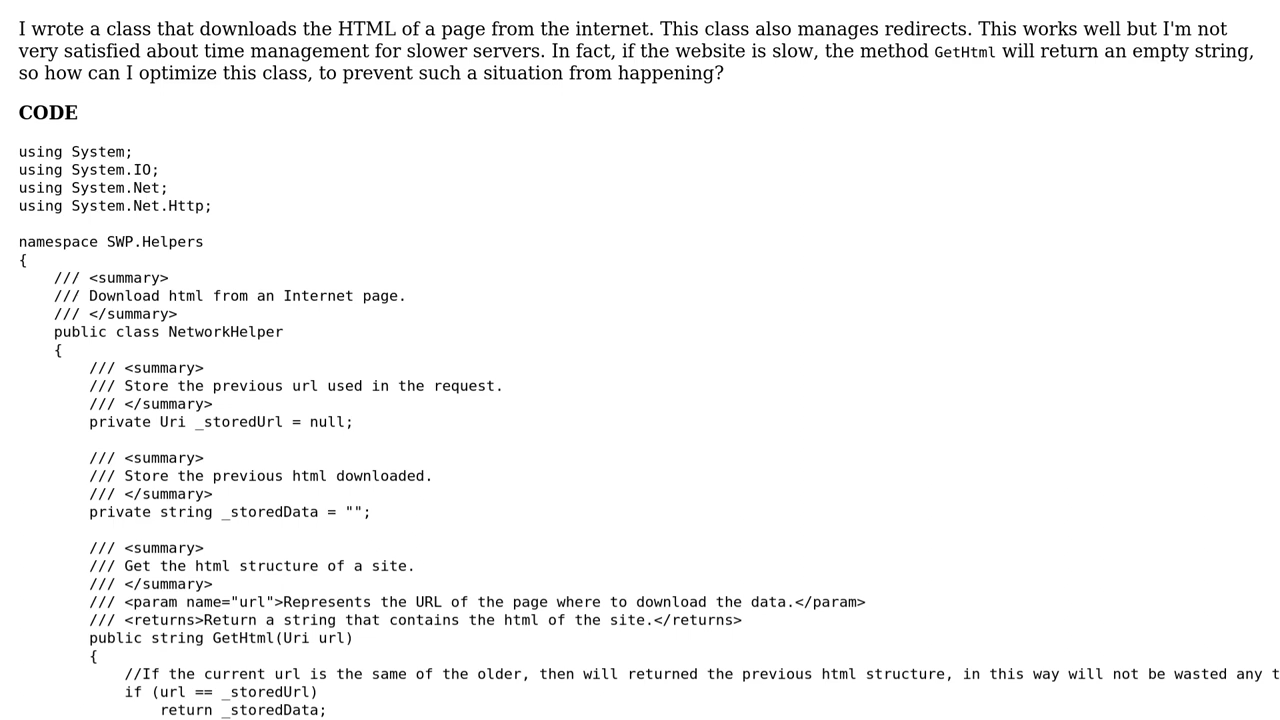 I wrote a class that downloads the HTML of a page from the internet. This class also manages redirects. This works well but I'm not
very satisfied about time management for slower servers. In fact, if the website is slow, the method GetHtml will return an empty string,
so how can I optimize this class, to prevent such a situation from happening?
CODE
using System;
using System.IO;
using System.Net;
using System.Net.Http;
namespace SWP.Helpers
{
/// <summary>
/// Download html from an Internet page.
/// </summary>
public class NetworkHelper
{
/// <summary>
/// Store the previous url used in the request.
/// </summary>
private Uri _storedUrl = null;
/// <summary>
/// Store the previous html downloaded.
/// </summary>
private string _storedData = "";
/// <summary>
/// Get the html structure of a site.
/// </summary>
/// <param name="url">Represents the URL of the page where to download the data.</param>
/// <returns>Return a string that contains the html of the site.</returns>
public string GetHtml(Uri url)
{
//If the current url is the same of the older, then will returned the previous html structure, in this way will not be wasted any t
if (url == _storedUrl)
return _storedData;